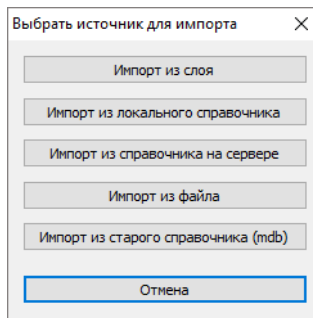 Выбрать источник для импорта
Импорт из слоя
Импорт из локального справочника
Импорт из справочника на сервере
Импорт из файла
Импорт из старого справочника (mdb)
Отмена